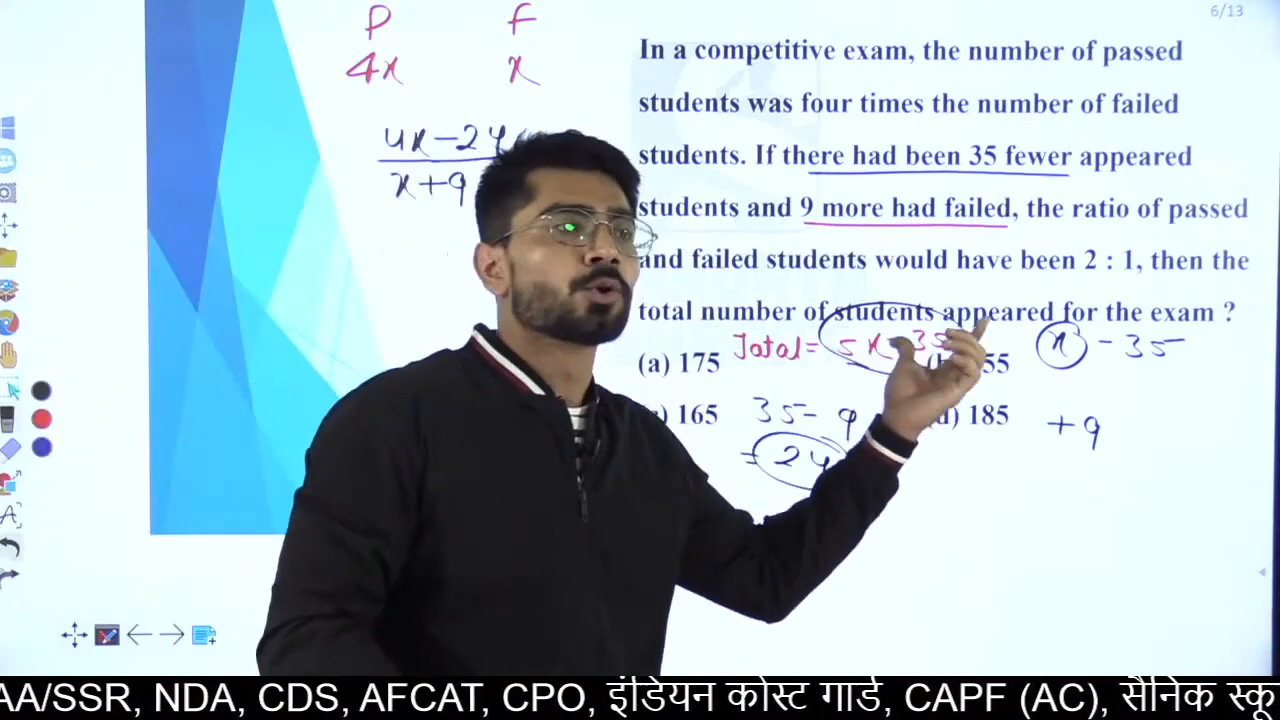 6/13
P F
4x x
4x-24
x+9
In a competitive exam, the number of passed
students was four times the number of failed
students. If there had been 35 fewer appeared
students and 9 more had failed, the ratio of passed
and failed students would have been 2 : 1, then the
total number of students appeared for the exam ?
Total = 5x - 35
x - 35
(a) 175
55
35- 9
+9
165
185
= 24
AA/SSR, NDA, CDS, AFCAT, CPO, इंडियन कोस्ट गार्ड, CAPF (AC), सैनिक स्कू